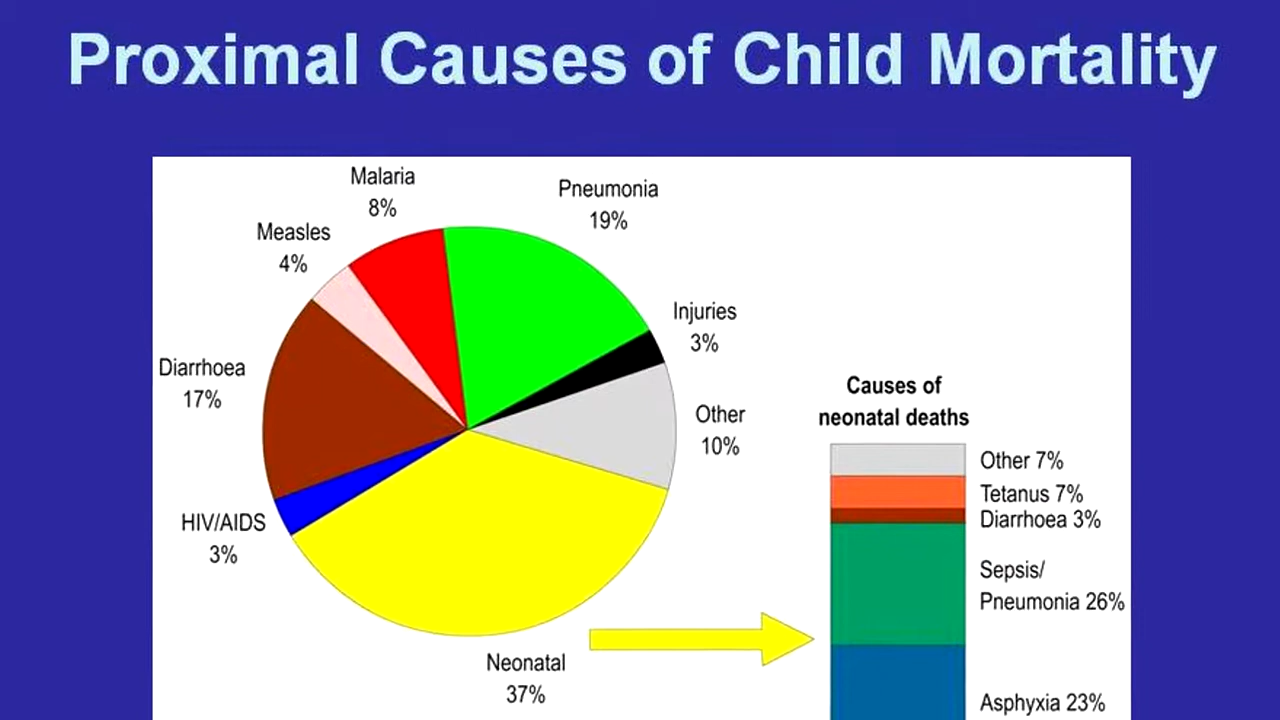 Proximal Causes of Child Mortality
Malaria
8%
Pneumonia
19%
Measles
4%
Injuries
3%
Diarrhoea
17%
Other
10%
HIV/AIDS
3%
Neonatal
37%
Causes of
neonatal deaths
Other 7%
Tetanus 7%
Diarrhoea 3%
Sepsis/
Pneumonia 26%
Asphyxia 23%